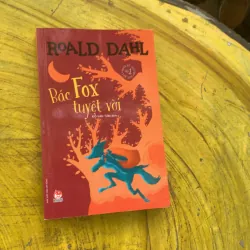 ROALD DAHL
Bác Fox
tuyệt vời